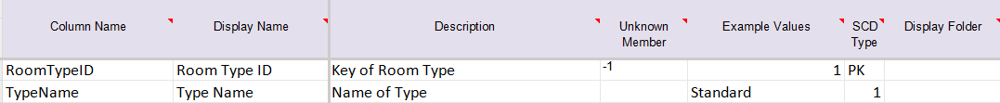 Column Name Display Name Description Unknown Member Example Values SCD Type Display Folder
RoomTypeID Room Type ID Key of Room Type -1 1 PK
TypeName Type Name Name of Type Standard 1